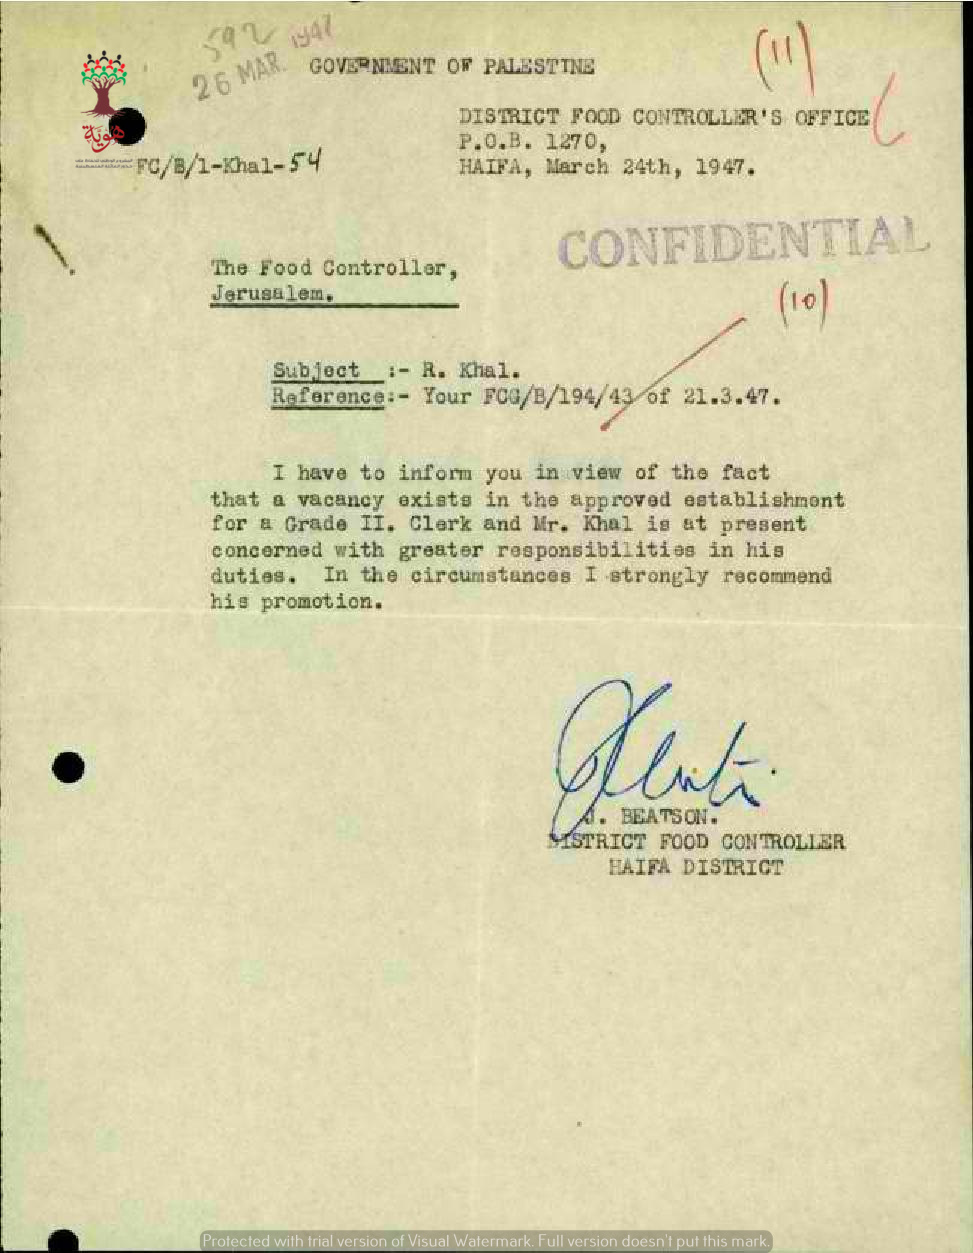 592
26 MAR. 1947
(11)
GOVERNMENT OF PALESTINE
DISTRICT FOOD CONTROLLER'S OFFICE
P.O.B. 1270,
هوية
FC/B/1-Khal-54
HAIFA, March 24th, 1947.
CONFIDENTIAL
The Food Controller,
Jerusalem.
(10)
Subject :- R. Khal.
Reference:- Your FCG/B/194/43 of 21.3.47.
I have to inform you in view of the fact
that a vacancy exists in the approved establishment
for a Grade II. Clerk and Mr. Khal is at present
concerned with greater responsibilities in his
duties. In the circumstances I strongly recommend
his promotion.
J. BEATSON.
DISTRICT FOOD CONTROLLER
HAIFA DISTRICT
Protected with trial version of Visual Watermark. Full version doesn't put this mark.